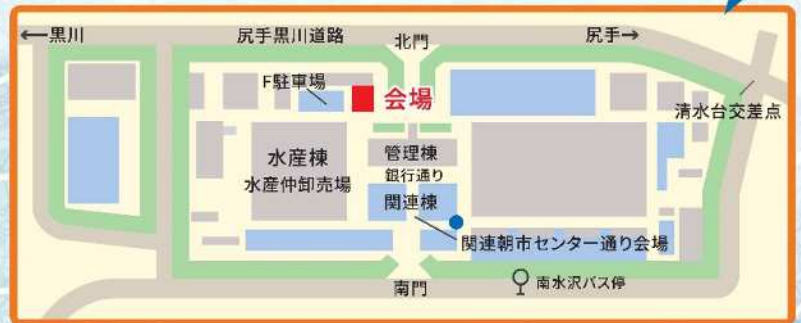 ←黒川
尻手黒川道路
北門
尻手→
F駐車場
会場
清水台交差点
水産棟
水産仲卸売場
管理棟
銀行通り
関連棟
関連朝市センター通り会場
南門
南水沢バス停